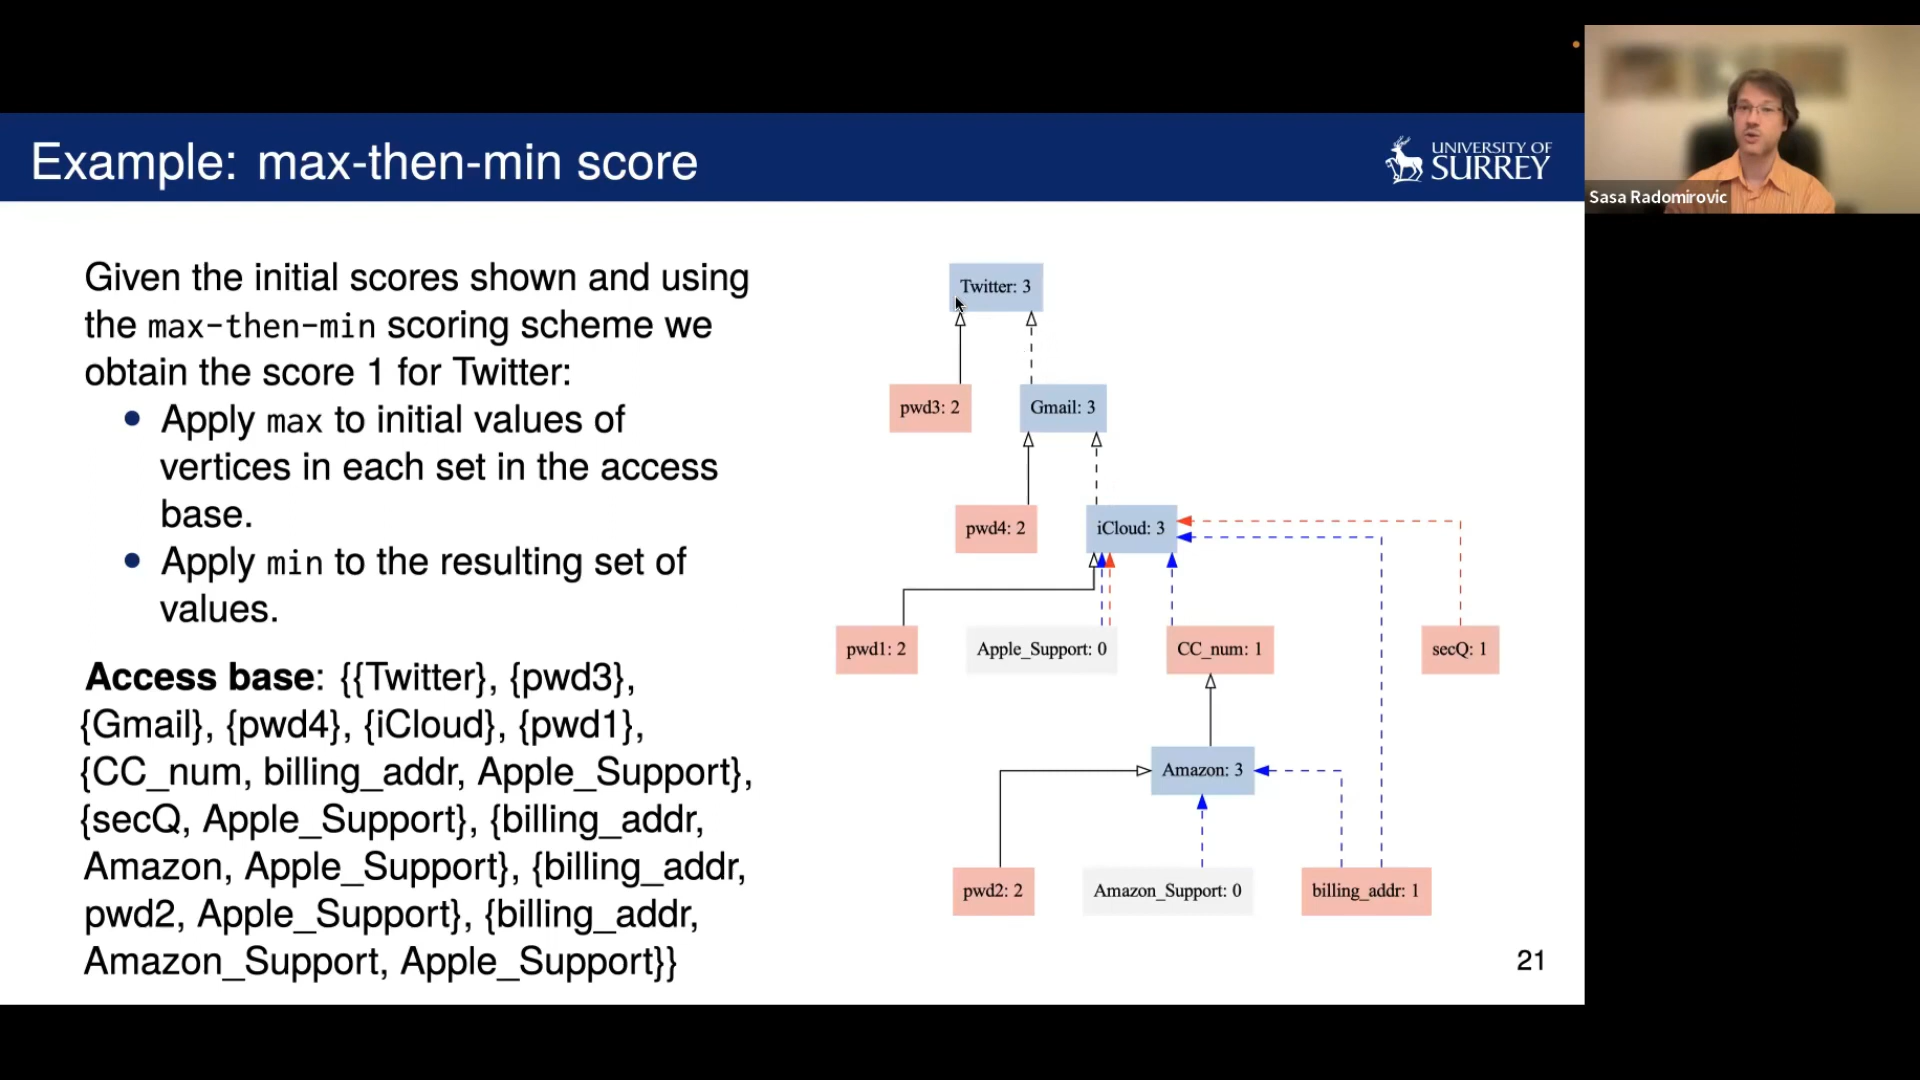 Example: max-then-min score
UNIVERSITY OF
SURREY
Sasa Radomirovic
Given the initial scores shown and using
the max-then-min scoring scheme we
obtain the score 1 for Twitter:
• Apply max to initial values of
vertices in each set in the access
base.
• Apply min to the resulting set of
values.
Access base: {{Twitter}, {pwd3},
{Gmail}, {pwd4}, {iCloud}, {pwd1},
{CC_num, billing_addr, Apple_Support},
{secQ, Apple_Support}, {billing_addr,
Amazon, Apple_Support}, {billing_addr,
pwd2, Apple_Support}, {billing_addr,
Amazon_Support, Apple_Support}}
Twitter: 3
pwd3: 2
Gmail: 3
pwd4: 2
iCloud: 3
pwd1: 2
Apple_Support: 0
CC_num: 1
secQ: 1
Amazon: 3
pwd2: 2
Amazon_Support: 0
billing_addr: 1
21